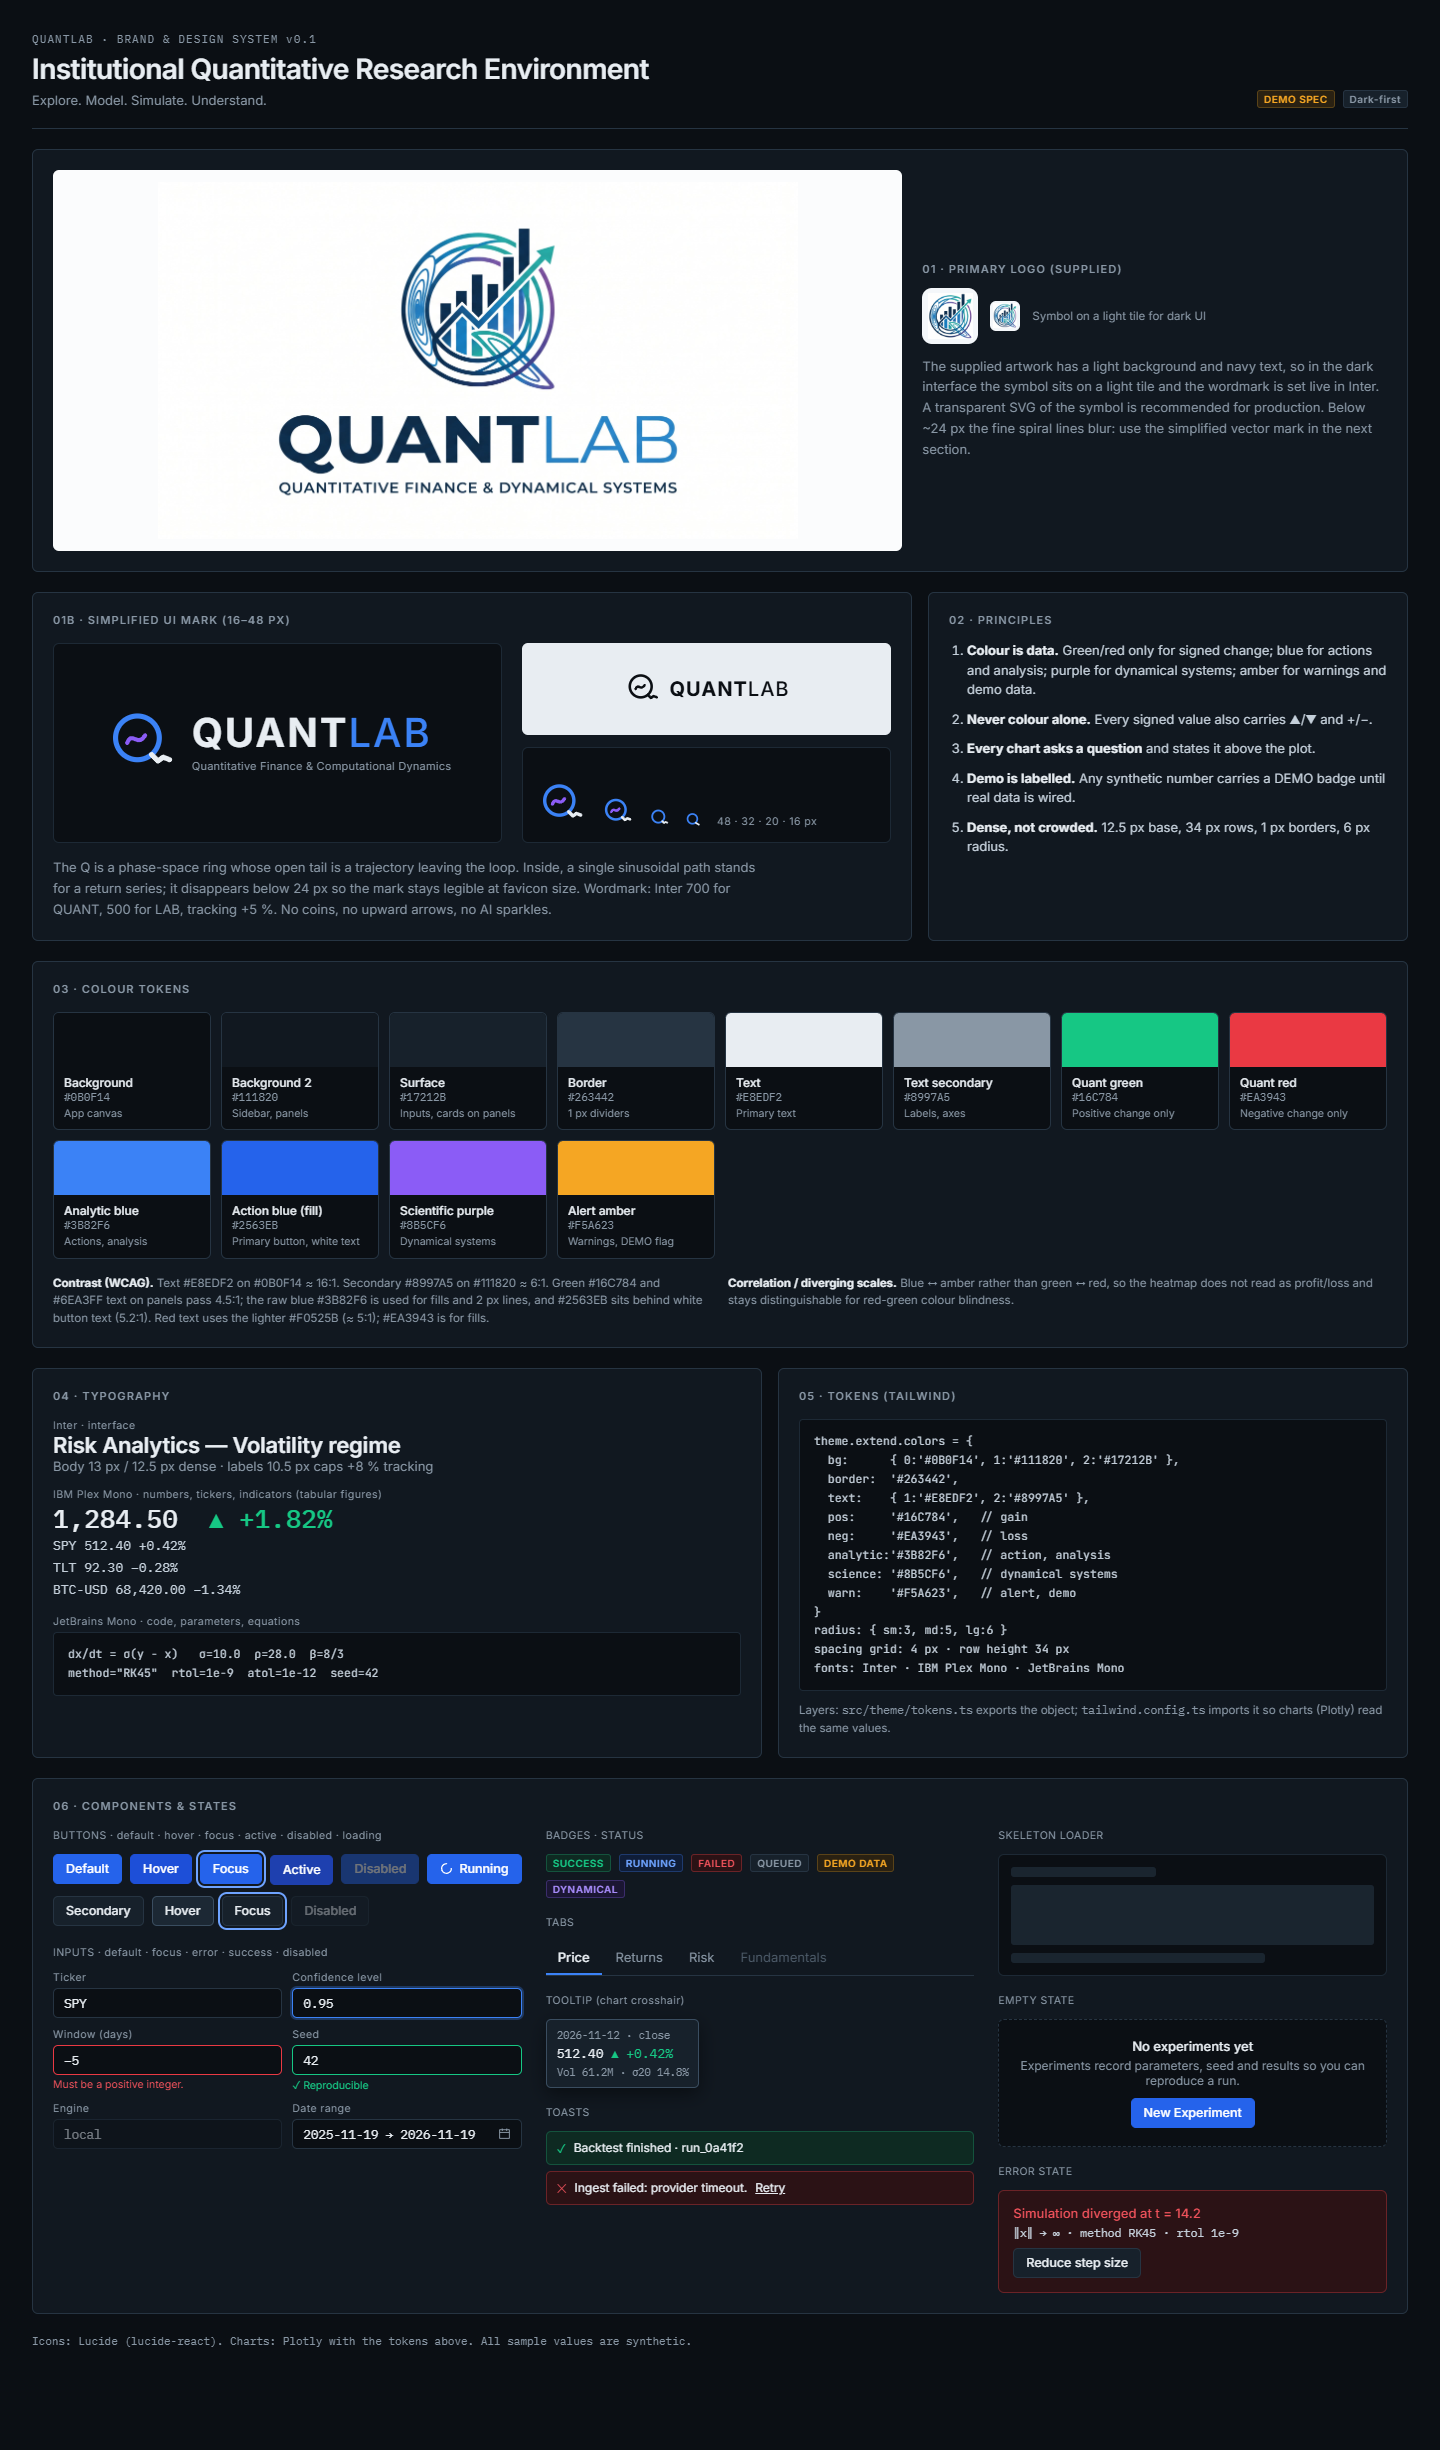 QUANTLAB · BRAND & DESIGN SYSTEM v0.1
Institutional Quantitative Research Environment
Explore. Model. Simulate. Understand.
DEMO SPEC
Dark-first
QUANTLAB
QUANTITATIVE FINANCE & DYNAMICAL SYSTEMS
01 · PRIMARY LOGO (SUPPLIED)
Symbol on a light tile for dark UI
The supplied artwork has a light background and navy text, so in the dark
interface the symbol sits on a light tile and the wordmark is set live in Inter.
A transparent SVG of the symbol is recommended for production. Below
~24 px the fine spiral lines blur: use the simplified vector mark in the next
section.
01B · SIMPLIFIED UI MARK (16–48 PX)
QUANTLAB
Quantitative Finance & Computational Dynamics
QUANTLAB
48 · 32 · 20 · 16 px
The Q is a phase-space ring whose open tail is a trajectory leaving the loop. Inside, a single sinusoidal path stands
for a return series; it disappears below 24 px so the mark stays legible at favicon size. Wordmark: Inter 700 for
QUANT, 500 for LAB, tracking +5 %. No coins, no upward arrows, no AI sparkles.
02 · PRINCIPLES
1. Colour is data. Green/red only for signed change; blue for actions
and analysis; purple for dynamical systems; amber for warnings and
demo data.
2. Never colour alone. Every signed value also carries ▲/▼ and +/−.
3. Every chart asks a question and states it above the plot.
4. Demo is labelled. Any synthetic number carries a DEMO badge until
real data is wired.
5. Dense, not crowded. 12.5 px base, 34 px rows, 1 px borders, 6 px
radius.
03 · COLOUR TOKENS
Background
#0B0F14
App canvas
Background 2
#111820
Sidebar, panels
Surface
#17212B
Inputs, cards on panels
Border
#263442
1 px dividers
Text
#E8EDF2
Primary text
Text secondary
#8997A5
Labels, axes
Quant green
#16C784
Positive change only
Quant red
#EA3943
Negative change only
Analytic blue
#3B82F6
Actions, analysis
Action blue (fill)
#2563EB
Primary button, white text
Scientific purple
#8B5CF6
Dynamical systems
Alert amber
#F5A623
Warnings, DEMO flag
Contrast (WCAG). Text #E8EDF2 on #0B0F14 ≈ 16:1. Secondary #8997A5 on #111820 ≈ 6:1. Green #16C784 and
#6EA3FF text on panels pass 4.5:1; the raw blue #3B82F6 is used for fills and 2 px lines, and #2563EB sits behind white
button text (5.2:1). Red text uses the lighter #F0525B (≈ 5:1); #EA3943 is for fills.
Correlation / diverging scales. Blue ↔ amber rather than green ↔ red, so the heatmap does not read as profit/loss and
stays distinguishable for red-green colour blindness.
04 · TYPOGRAPHY
Inter · interface
Risk Analytics — Volatility regime
Body 13 px / 12.5 px dense · labels 10.5 px caps +8 % tracking
IBM Plex Mono · numbers, tickers, indicators (tabular figures)
1,284.50 ▲ +1.82%
SPY 512.40 +0.42%
TLT 92.30 −0.28%
BTC-USD 68,420.00 −1.34%
JetBrains Mono · code, parameters, equations
dx/dt = σ(y - x)   σ=10.0  ρ=28.0  β=8/3
method="RK45"  rtol=1e-9  atol=1e-12  seed=42
05 · TOKENS (TAILWIND)
theme.extend.colors = {
bg:      { 0:'#0B0F14', 1:'#111820', 2:'#17212B' },
border:  '#263442',
text:    { 1:'#E8EDF2', 2:'#8997A5' },
pos:     '#16C784',   // gain
neg:     '#EA3943',   // loss
analytic:'#3B82F6',   // action, analysis
science: '#8B5CF6',   // dynamical systems
warn:    '#F5A623',   // alert, demo
}
radius: { sm:3, md:5, lg:6 }
spacing grid: 4 px · row height 34 px
fonts: Inter · IBM Plex Mono · JetBrains Mono
Layers: src/theme/tokens.ts exports the object; tailwind.config.ts imports it so charts (Plotly) read
the same values.
06 · COMPONENTS & STATES
BUTTONS · default · hover · focus · active · disabled · loading
Default
Hover
Focus
Active
Disabled
Running
Secondary
Hover
Focus
Disabled
INPUTS · default · focus · error · success · disabled
Ticker
SPY
Confidence level
0.95
Window (days)
−5
Must be a positive integer.
Seed
42
✓ Reproducible
Engine
local
Date range
2025-11-19 → 2026-11-19
BADGES · STATUS
SUCCESS
RUNNING
FAILED
QUEUED
DEMO DATA
DYNAMICAL
TABS
Price
Returns
Risk
Fundamentals
TOOLTIP (chart crosshair)
2026-11-12 · close
512.40 ▲ +0.42%
Vol 61.2M · σ20 14.8%
TOASTS
✓ Backtest finished · run_0a41f2
Ingest failed: provider timeout. Retry
SKELETON LOADER
EMPTY STATE
No experiments yet
Experiments record parameters, seed and results so you can
reproduce a run.
New Experiment
ERROR STATE
Simulation diverged at t = 14.2
‖x‖ → ∞ · method RK45 · rtol 1e-9
Reduce step size
Icons: Lucide (lucide-react). Charts: Plotly with the tokens above. All sample values are synthetic.